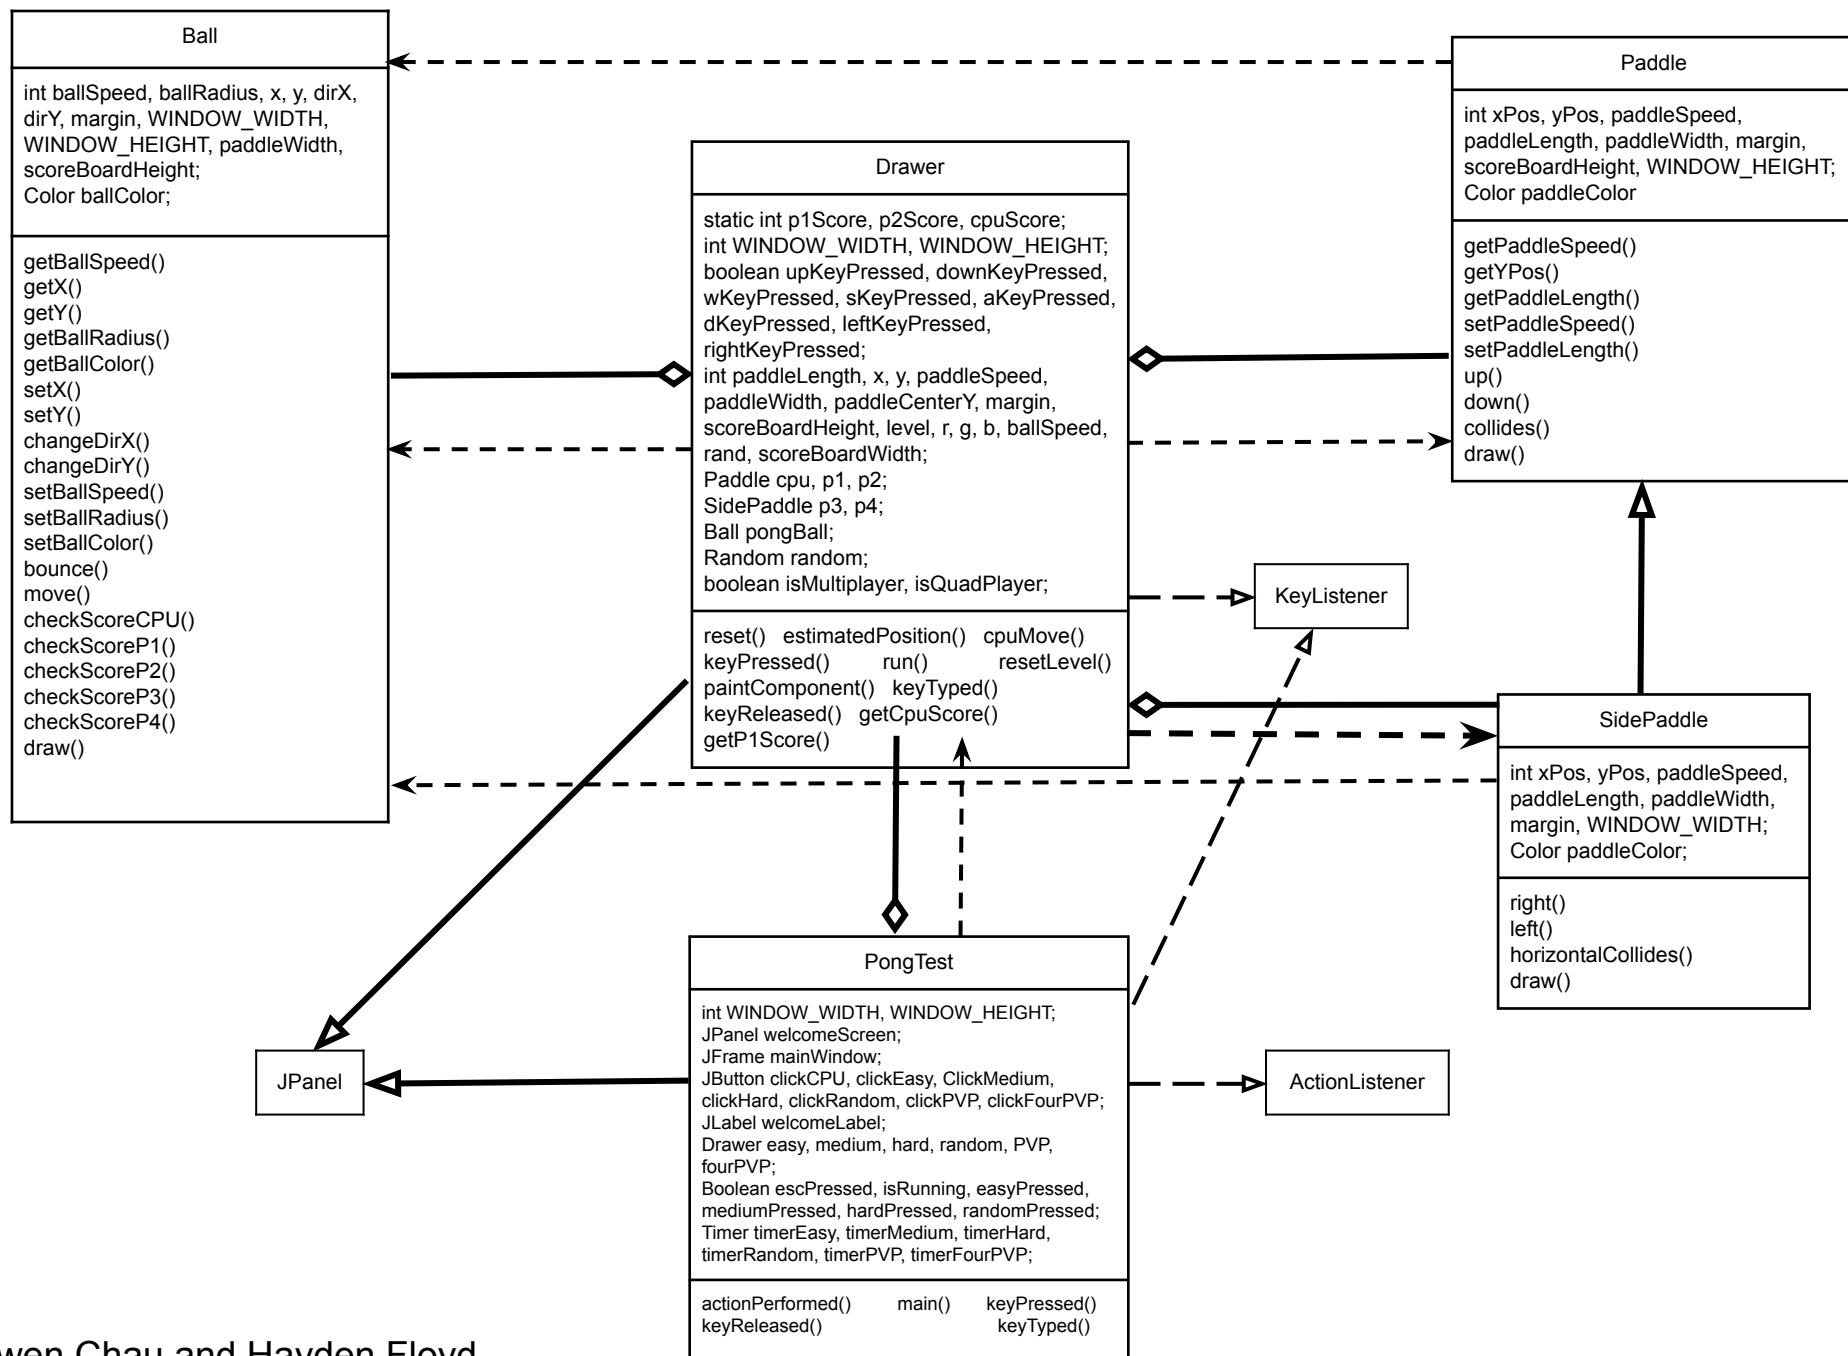 Ball
int ballSpeed, ballRadius, x, y, dirX,
dirY, margin, WINDOW_WIDTH,
WINDOW_HEIGHT, paddleWidth,
scoreBoardHeight;
Color ballColor;
getBallSpeed()
getX()
getY()
getBallRadius()
getBallColor()
setX()
setY()
changeDirX()
changeDirY()
setBallSpeed()
setBallRadius()
setBallColor()
bounce()
move()
checkScoreCPU()
checkScoreP1()
checkScoreP2()
checkScoreP3()
checkScoreP4()
draw()
Drawer
static int p1Score, p2Score, cpuScore;
int WINDOW_WIDTH, WINDOW_HEIGHT;
boolean upKeyPressed, downKeyPressed,
wKeyPressed, sKeyPressed, aKeyPressed,
dKeyPressed, leftKeyPressed,
rightKeyPressed;
int paddleLength, x, y, paddleSpeed,
paddleWidth, paddleCenterY, margin,
scoreBoardHeight, level, r, g, b, ballSpeed,
rand, scoreBoardWidth;
Paddle cpu, p1, p2;
SidePaddle p3, p4;
Ball pongBall;
Random random;
boolean isMultiplayer, isQuadPlayer;
reset() estimatedPosition() cpuMove()
keyPressed() run() resetLevel()
paintComponent() keyTyped()
keyReleased() getCpuScore()
getP1Score()
Paddle
int xPos, yPos, paddleSpeed,
paddleLength, paddleWidth, margin,
scoreBoardHeight, WINDOW_HEIGHT;
Color paddleColor
getPaddleSpeed()
getYPos()
getPaddleLength()
setPaddleSpeed()
setPaddleLength()
up()
down()
collides()
draw()
KeyListener
SidePaddle
int xPos, yPos, paddleSpeed,
paddleLength, paddleWidth,
margin, WINDOW_WIDTH;
Color paddleColor;
right()
left()
horizontalCollides()
draw()
JPanel
PongTest
int WINDOW_WIDTH, WINDOW_HEIGHT;
JPanel welcomeScreen;
JFrame mainWindow;
JButton clickCPU, clickEasy, ClickMedium,
clickHard, clickRandom, clickPVP, clickFourPVP;
JLabel welcomeLabel;
Drawer easy, medium, hard, random, PVP,
fourPVP;
Boolean escPressed, isRunning, easyPressed,
mediumPressed, hardPressed, randomPressed;
Timer timerEasy, timerMedium, timerHard,
timerRandom, timerPVP, timerFourPVP;
actionPerformed() main() keyPressed()
keyReleased() keyTyped()
ActionListener
Chau and Hayden Floyd